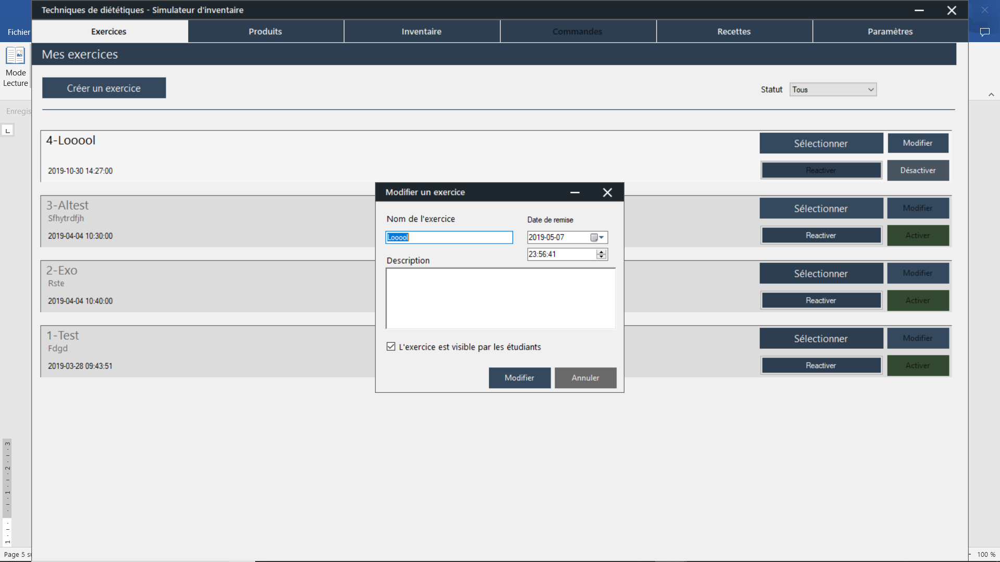 Techniques de diététiques - Simulateur d'inventaire
Fichier
Exercices
Produits
Inventaire
Commandes
Recettes
Paramètres
Mode
Lecture
Mes exercices
Créer un exercice
Statut
Tous
Enregis
4-Looool
Sélectionner
Modifier
2019-10-30 14:27:00
Reactiver
Désactiver
3-Altest
Sfhytrdfjh
2019-04-04 10:30:00
Sélectionner
Modifier
Reactiver
Activer
2-Exo
Rste
2019-04-04 10:40:00
Sélectionner
Modifier
Reactiver
Activer
1-Test
Fdgd
2019-03-28 09:43:51
Sélectionner
Modifier
Reactiver
Activer
Modifier un exercice
Nom de l'exercice
Date de remise
Looool
2019-05-07
23:56:41
Description
L'exercice est visible par les étudiants
Modifier
Annuler
3
2
1
1
Page 5 su
100 %